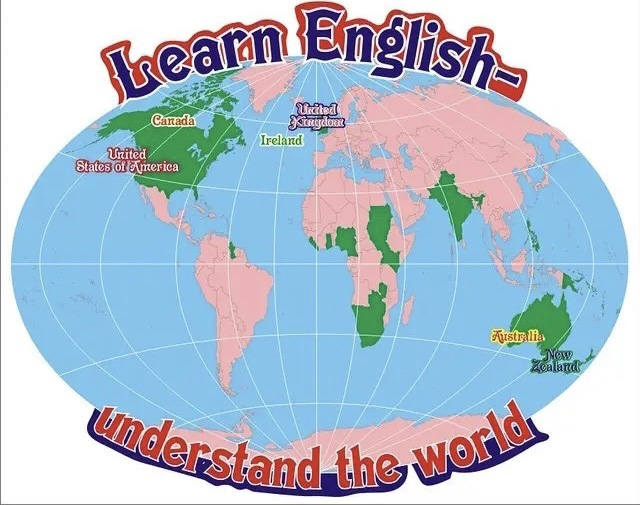 Learn English-
Canada
United
Kingdom
Ireland
United
States of America
Australia
New
Zealand
understand the world